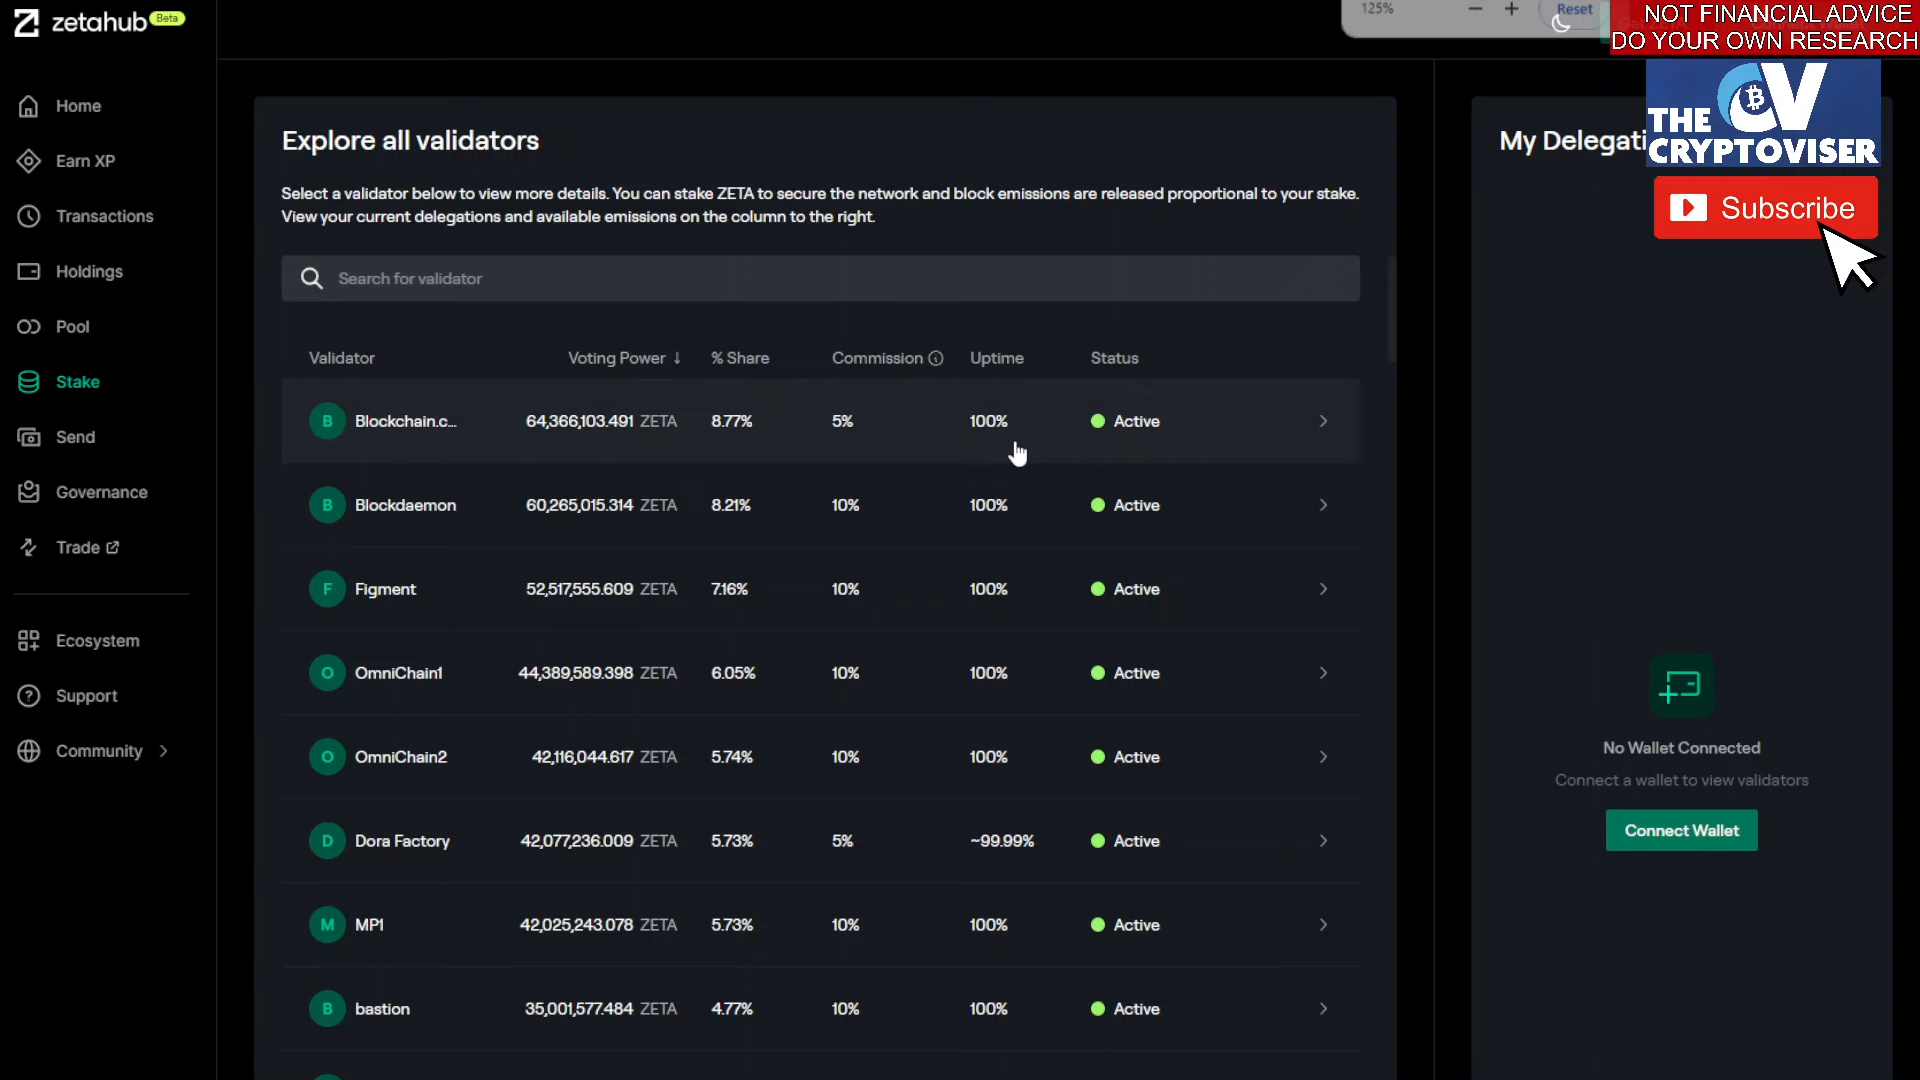 zetahub Beta
125%
Reset
NOT FINANCIAL ADVICE
DO YOUR OWN RESEARCH
THE CV
CRYPTOVISER
Subscribe
Home
Earn XP
Transactions
Holdings
Pool
Stake
Send
Governance
Trade
Ecosystem
Support
Community
Explore all validators
Select a validator below to view more details. You can stake ZETA to secure the network and block emissions are released proportional to your stake.
View your current delegations and available emissions on the column to the right.
Search for validator
Validator Voting Power ↓ % Share Commission Uptime Status
B Blockchain.c... 64,366,103.491 ZETA 8.77% 5% 100% Active
B Blockdaemon 60,265,015.314 ZETA 8.21% 10% 100% Active
F Figment 52,517,555.609 ZETA 7.16% 10% 100% Active
O OmniChain1 44,389,589.398 ZETA 6.05% 10% 100% Active
O OmniChain2 42,116,044.617 ZETA 5.74% 10% 100% Active
D Dora Factory 42,077,236.009 ZETA 5.73% 5% ~99.99% Active
M MP1 42,025,243.078 ZETA 5.73% 10% 100% Active
B bastion 35,001,577.484 ZETA 4.77% 10% 100% Active
My Delegati
No Wallet Connected
Connect a wallet to view validators
Connect Wallet